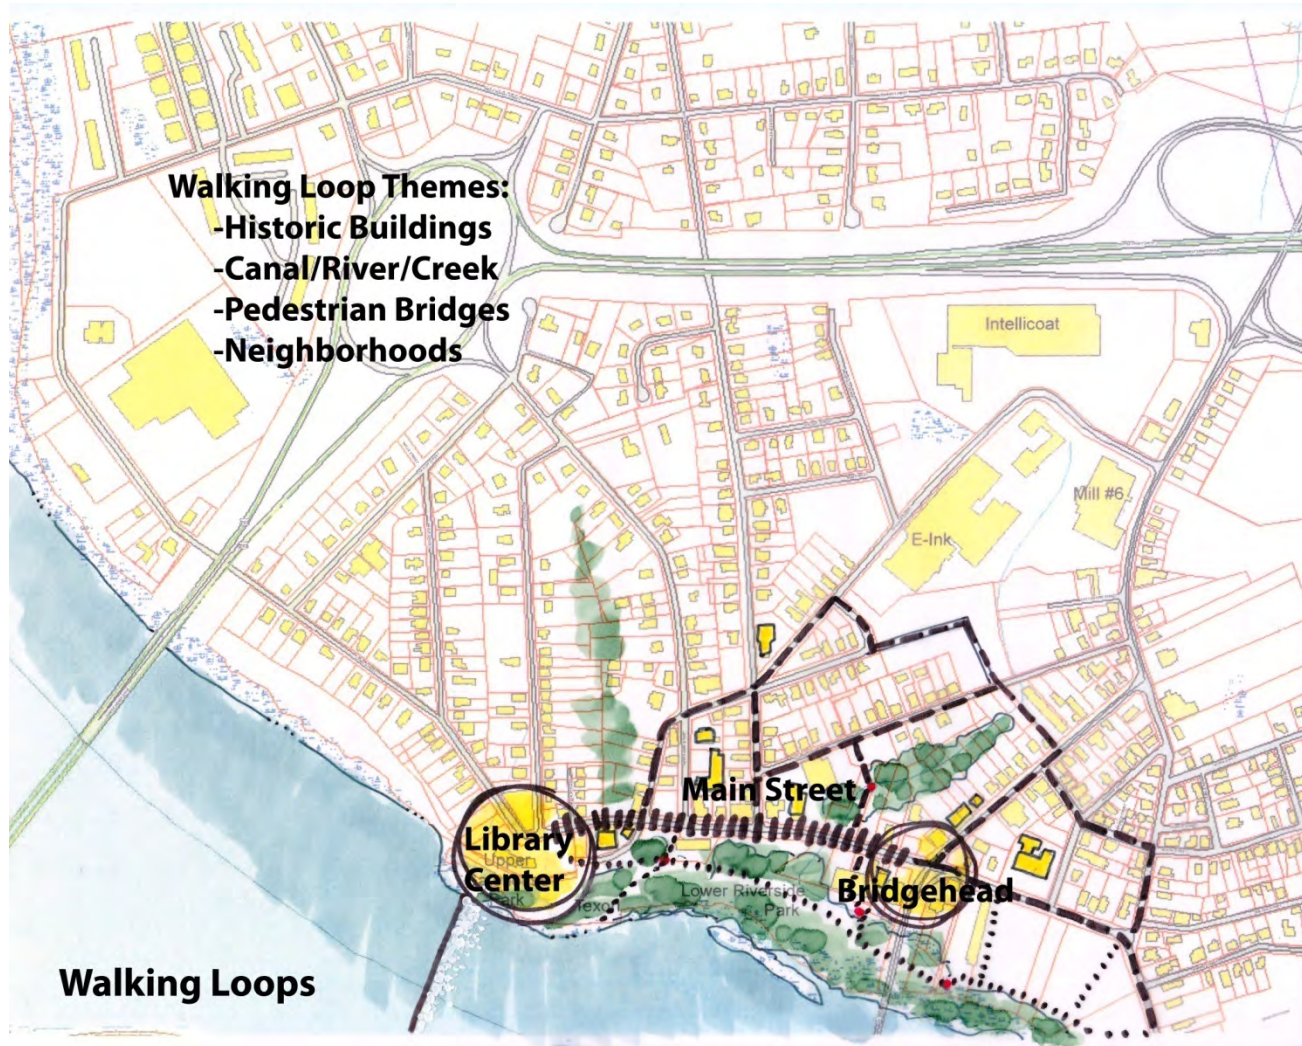 Walking Loop Themes:
-Historic Buildings
-Canal/River/Creek
-Pedestrian Bridges
-Neighborhoods
Intellicoat
Mill #6
E-Ink
Main Street
Library
Upper
Center
Park
Texon
Lower Riverside
Park
Bridgehead
Walking Loops